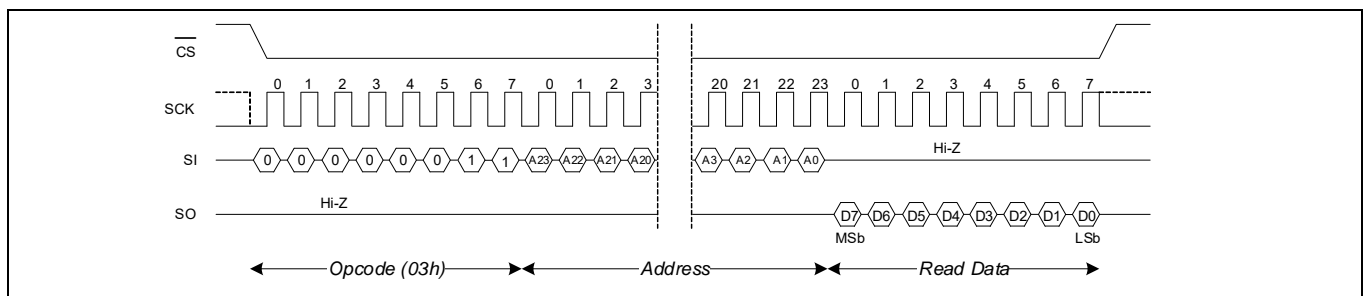 CS
0 1 2 3 4 5 6 7 0 1 2 3 20 21 22 23 0 1 2 3 4 5 6 7
SCK
SI 0 0 0 0 0 0 1 1 A23 A22 A21 A20 A3 A2 A1 A0 Hi-Z
SO Hi-Z D7 D6 D5 D4 D3 D2 D1 D0
MSb LSb
Opcode (03h) Address Read Data